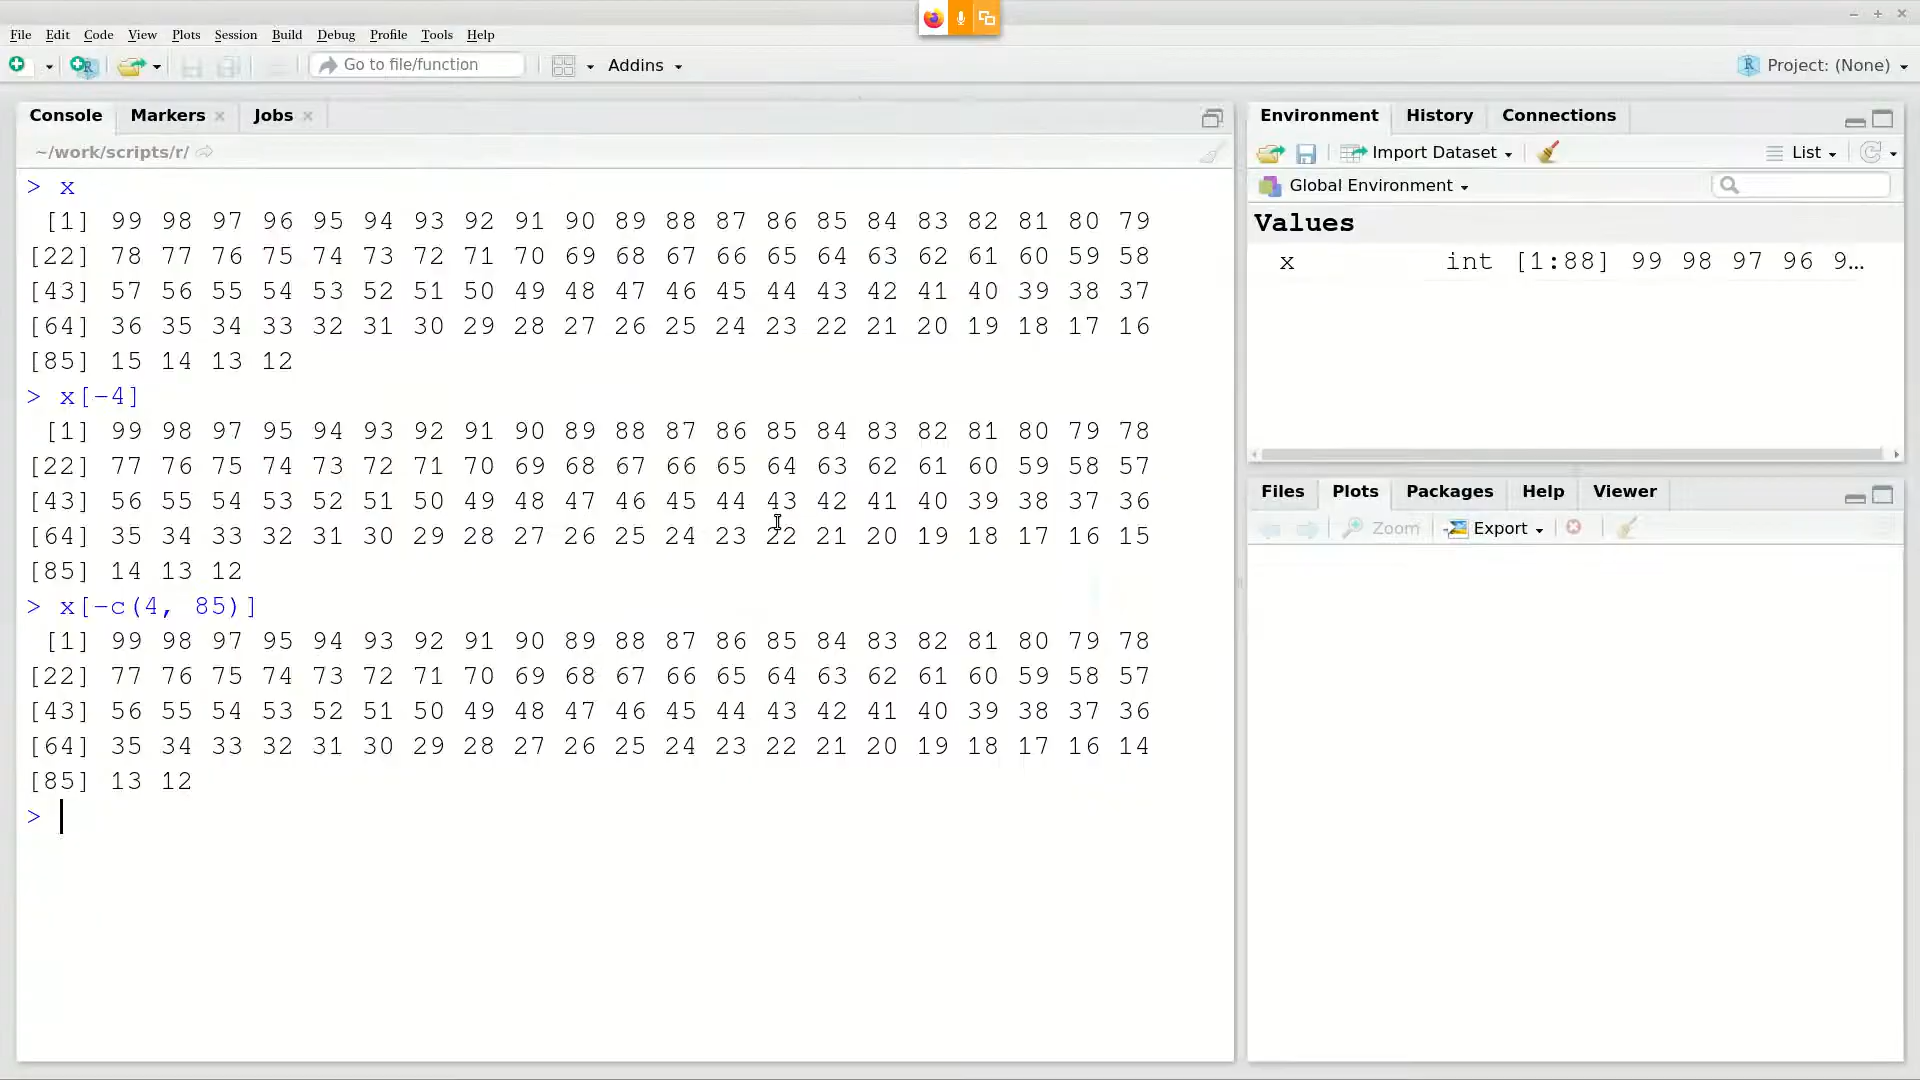 File Edit Code View Plots Session Build Debug Profile Tools Help
Go to file/function Addins Project: (None)
Console Markers Jobs
~/work/scripts/r/
> x
[1] 99 98 97 96 95 94 93 92 91 90 89 88 87 86 85 84 83 82 81 80 79
[22] 78 77 76 75 74 73 72 71 70 69 68 67 66 65 64 63 62 61 60 59 58
[43] 57 56 55 54 53 52 51 50 49 48 47 46 45 44 43 42 41 40 39 38 37
[64] 36 35 34 33 32 31 30 29 28 27 26 25 24 23 22 21 20 19 18 17 16
[85] 15 14 13 12
> x[-4]
[1] 99 98 97 95 94 93 92 91 90 89 88 87 86 85 84 83 82 81 80 79 78
[22] 77 76 75 74 73 72 71 70 69 68 67 66 65 64 63 62 61 60 59 58 57
[43] 56 55 54 53 52 51 50 49 48 47 46 45 44 43 42 41 40 39 38 37 36
[64] 35 34 33 32 31 30 29 28 27 26 25 24 23 22 21 20 19 18 17 16 15
[85] 14 13 12
> x[-c(4, 85)]
[1] 99 98 97 95 94 93 92 91 90 89 88 87 86 85 84 83 82 81 80 79 78
[22] 77 76 75 74 73 72 71 70 69 68 67 66 65 64 63 62 61 60 59 58 57
[43] 56 55 54 53 52 51 50 49 48 47 46 45 44 43 42 41 40 39 38 37 36
[64] 35 34 33 32 31 30 29 28 27 26 25 24 23 22 21 20 19 18 17 16 14
[85] 13 12
>
Environment History Connections
Import Dataset List
Global Environment
Values
x int [1:88] 99 98 97 96 9…
Files Plots Packages Help Viewer
Zoom Export